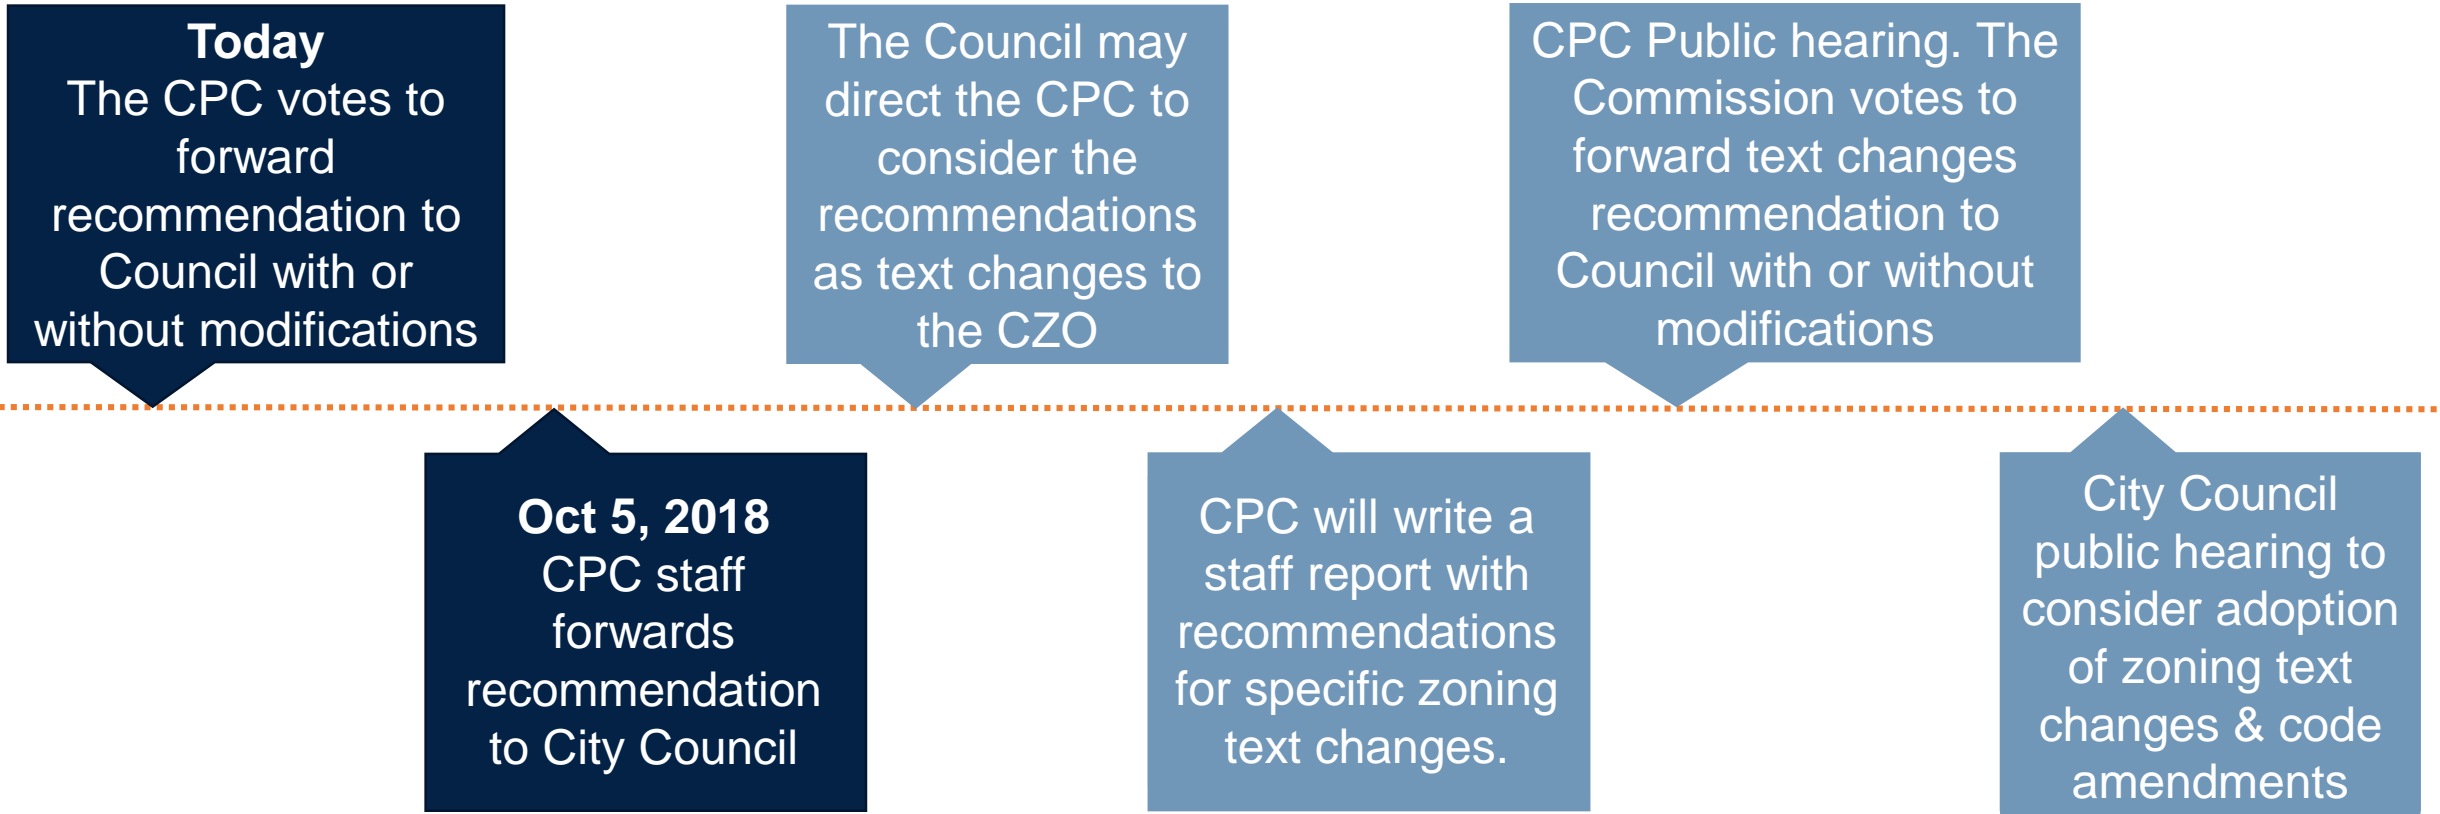 Today
The CPC votes to
forward
recommendation to
Council with or
without modifications
Oct 5, 2018
CPC staff
forwards
recommendation
to City Council
The Council may
direct the CPC to
consider the
recommendations
as text changes to
the CZO
CPC will write a
staff report with
recommendations
for specific zoning
text changes.
CPC Public hearing. The
Commission votes to
forward text changes
recommendation to
Council with or without
modifications
City Council
public hearing to
consider adoption
of zoning text
changes & code
amendments